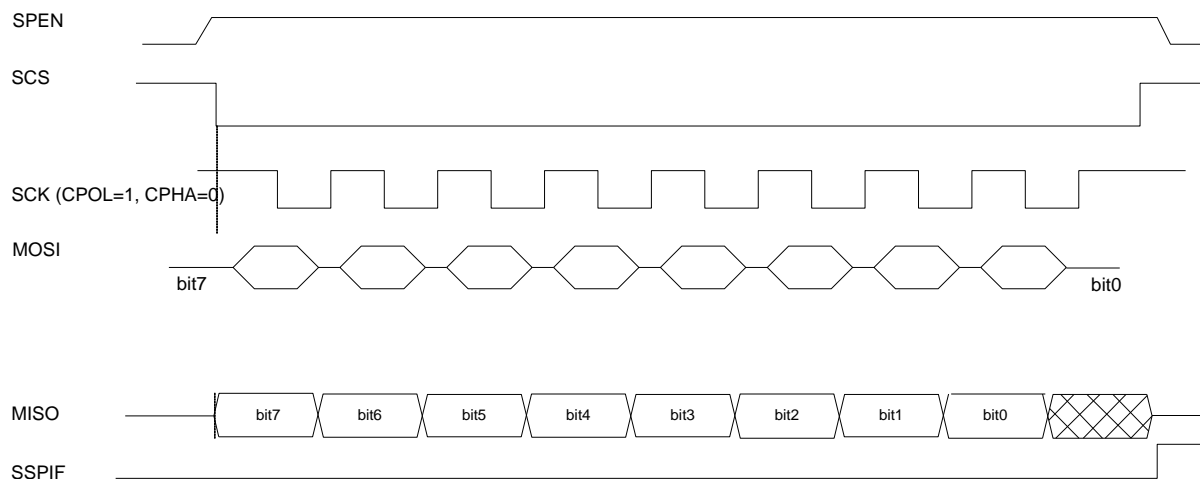 SPEN
SCS
SCK (CPOL=1, CPHA=0)
MOSI
bit7
bit0
MISO
bit7 bit6 bit5 bit4 bit3 bit2 bit1 bit0
SSPIF